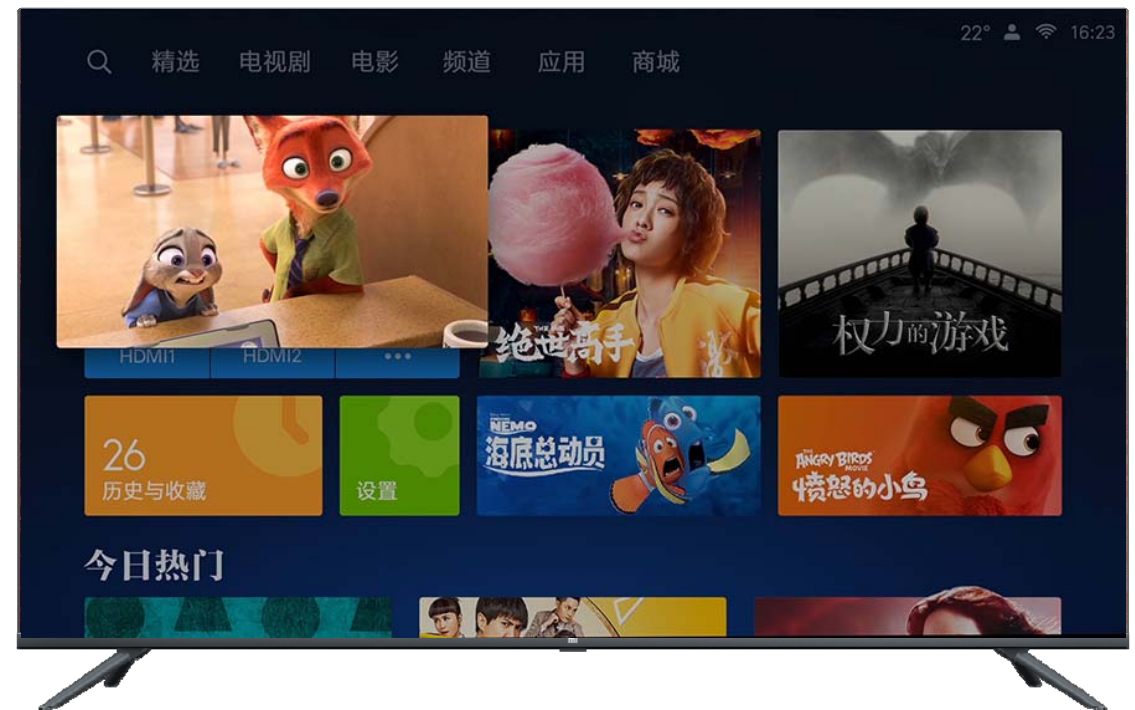 22° 16:23
精选 电视剧 电影 频道 应用 商城
HDMI1 HDMI2 •••
绝世高手
权力的游戏
26
历史与收藏
设置
NEMO
海底总动员
THE
ANGRY BIRDS
MOVIE
愤怒的小鸟
今日热门
mi